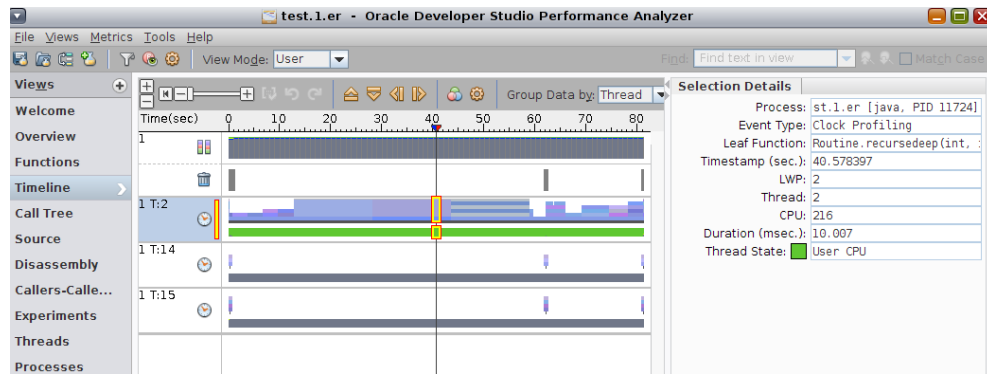 test.1.er - Oracle Developer Studio Performance Analyzer
File Views Metrics Tools Help
View Mode: User
Find: Find text in view Match Case
Views
Welcome
Overview
Functions
Timeline
Call Tree
Source
Disassembly
Callers-Calle...
Experiments
Threads
Processes
Group Data by: Thread
Time(sec) 0 10 20 30 40 50 60 70 80
1
1 T:2
1 T:14
1 T:15
Selection Details
Process: st.1.er [java, PID 11724]
Event Type: Clock Profiling
Leaf Function: Routine.recursedeep(int,
Timestamp (sec.): 40.578397
LWP: 2
Thread: 2
CPU: 216
Duration (msec.): 10.007
Thread State: User CPU